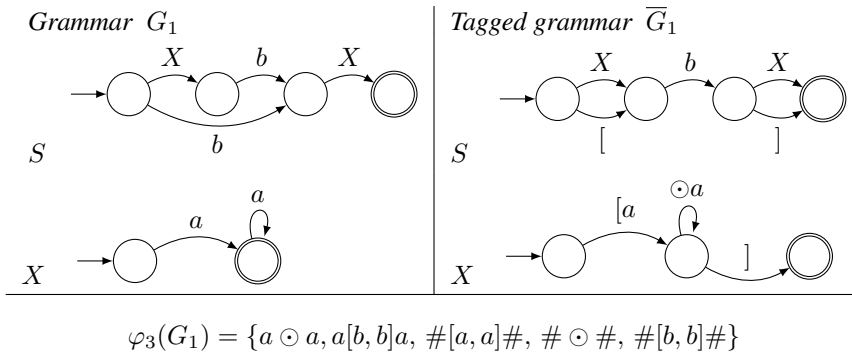 Grammar G₁
Tagged grammar G̅₁
X b X
b
S
X b X
[ ]
S
a
a
X
⊙a
[a
]
X
φ₃(G₁) = {a ⊙ a, a[b, b]a, #[a, a]#, # ⊙ #, #[b, b]#}